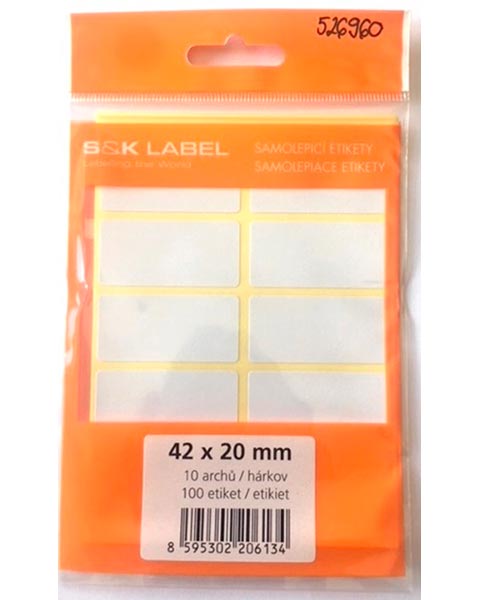 526960
S&K LABEL
Labelling the World
SAMOLEPICÍ ETIKETY
SAMOLEPIACE ETIKETY
42 x 20 mm
10 archů / hárkov
100 etiket / etikiet
8 595302 206134